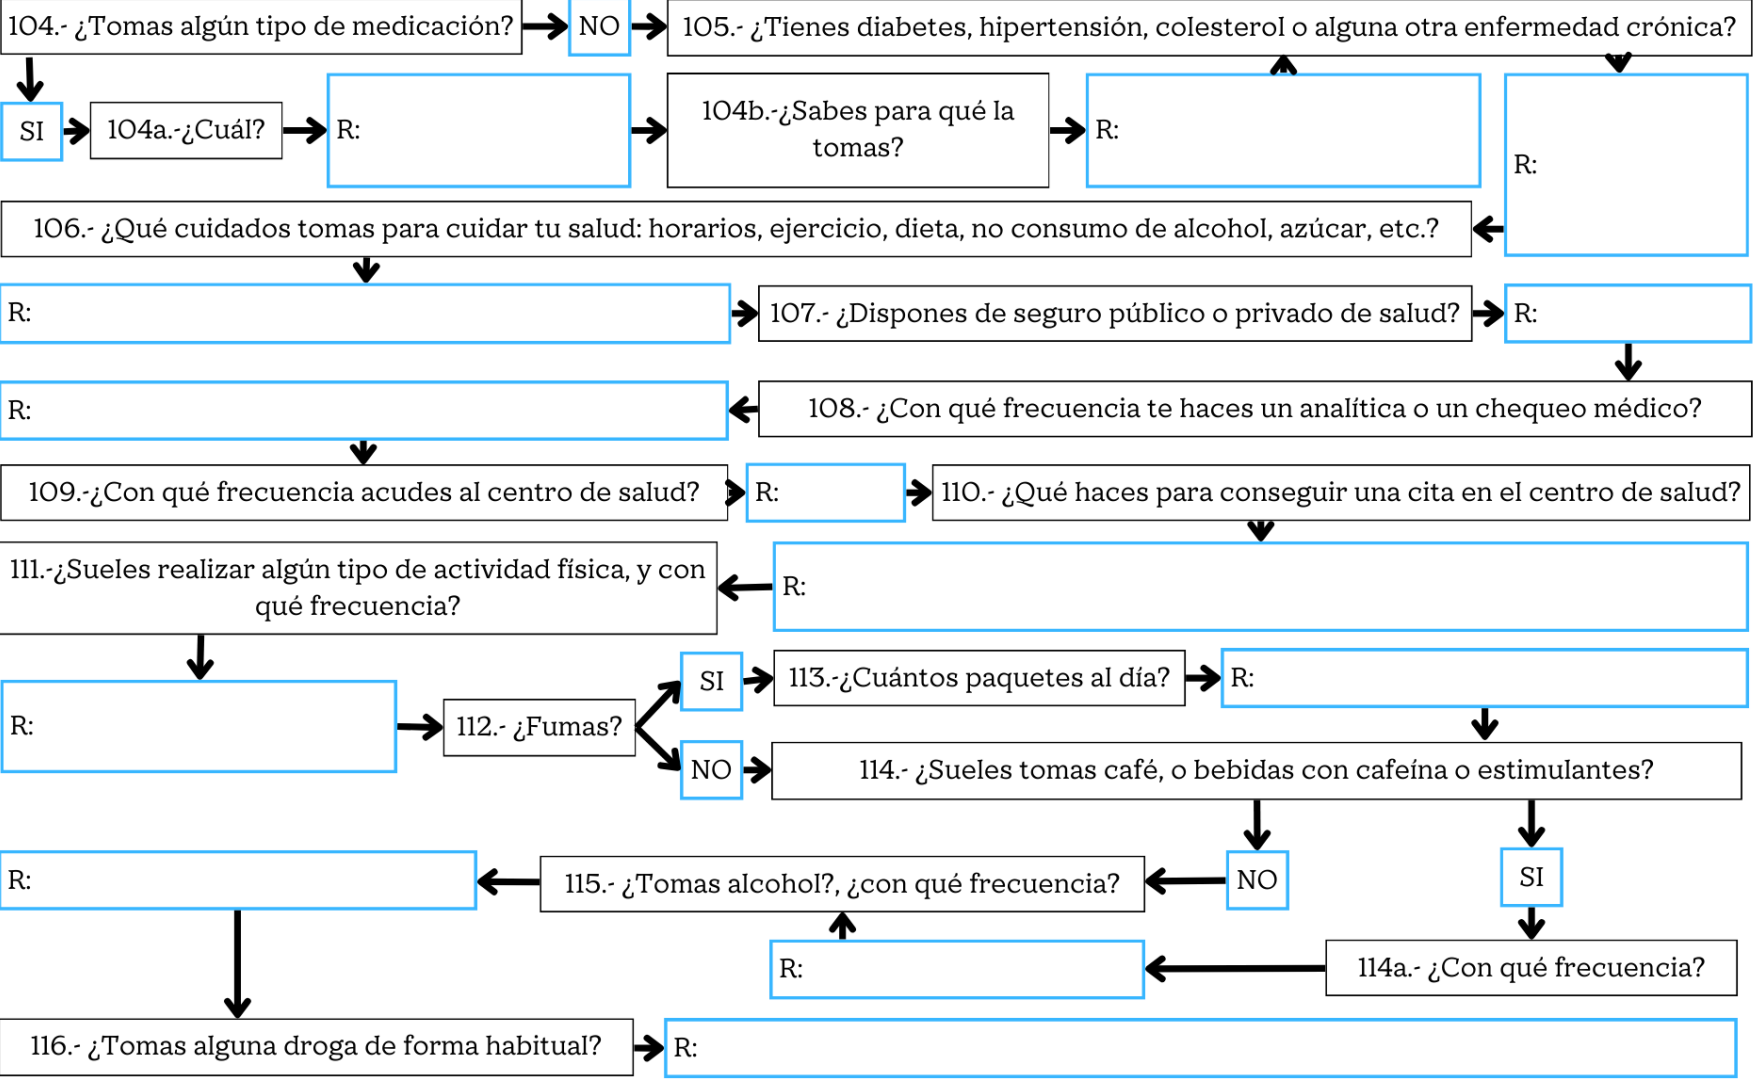 104.- ¿Tomas algún tipo de medicación?
NO
105.- ¿Tienes diabetes, hipertensión, colesterol o alguna otra enfermedad crónica?
SI
104a.-¿Cuál?
R:
104b.-¿Sabes para qué la
tomas?
R:
R:
106.- ¿Qué cuidados tomas para cuidar tu salud: horarios, ejercicio, dieta, no consumo de alcohol, azúcar, etc.?
R:
107.- ¿Dispones de seguro público o privado de salud?
R:
108.- ¿Con qué frecuencia te haces un analítica o un chequeo médico?
R:
109.-¿Con qué frecuencia acudes al centro de salud?
R:
110.- ¿Qué haces para conseguir una cita en el centro de salud?
R:
111.-¿Sueles realizar algún tipo de actividad física, y con
qué frecuencia?
R:
112.- ¿Fumas?
SI
113.-¿Cuántos paquetes al día?
R:
NO
114.- ¿Sueles tomas café, o bebidas con cafeína o estimulantes?
NO
SI
115.- ¿Tomas alcohol?, ¿con qué frecuencia?
R:
114a.- ¿Con qué frecuencia?
R:
116.- ¿Tomas alguna droga de forma habitual?
R: